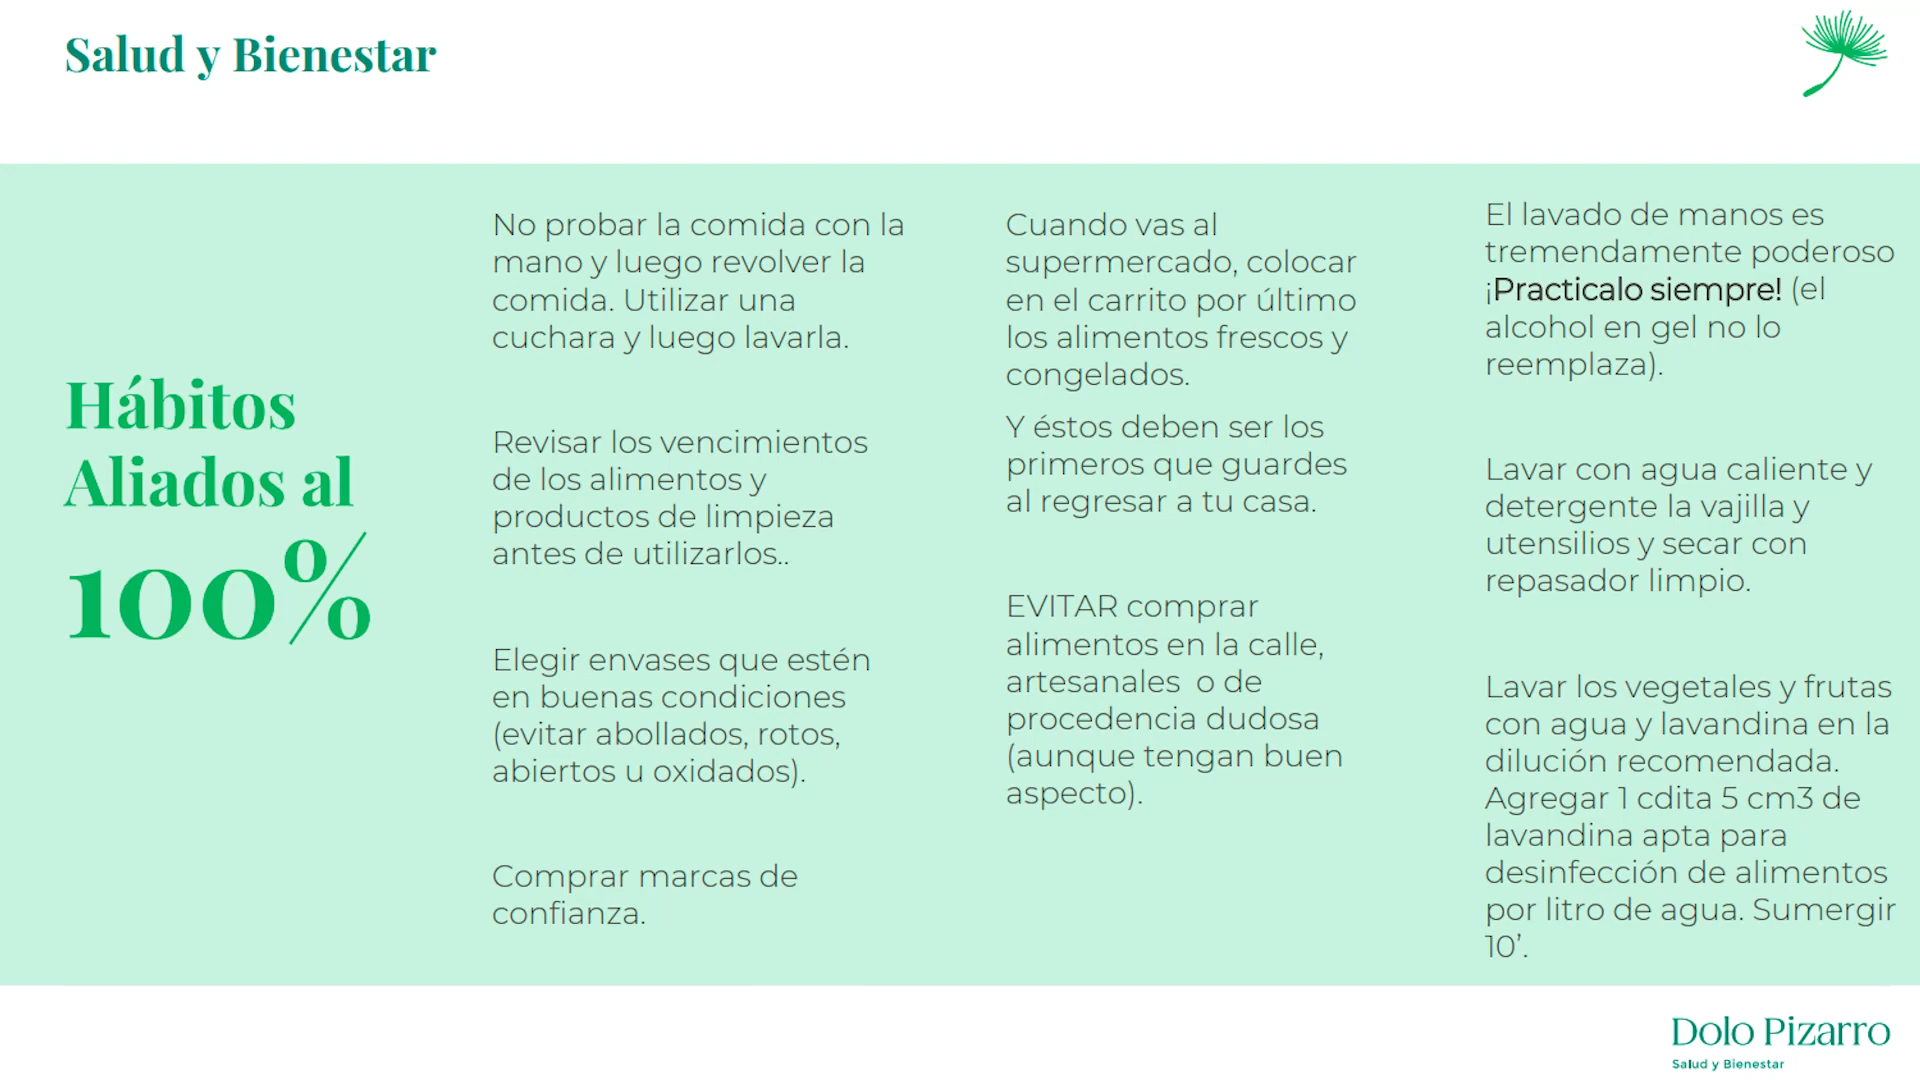 Salud y Bienestar
Hábitos
Aliados al
100%
No probar la comida con la
mano y luego revolver la
comida. Utilizar una
cuchara y luego lavarla.
Revisar los vencimientos
de los alimentos y
productos de limpieza
antes de utilizarlos..
Elegir envases que estén
en buenas condiciones
(evitar abollados, rotos,
abiertos u oxidados).
Comprar marcas de
confianza.
Cuando vas al
supermercado, colocar
en el carrito por último
los alimentos frescos y
congelados.
Y éstos deben ser los
primeros que guardes
al regresar a tu casa.
EVITAR comprar
alimentos en la calle,
artesanales  o de
procedencia dudosa
(aunque tengan buen
aspecto).
El lavado de manos es
tremendamente poderoso
¡Practicalo siempre! (el
alcohol en gel no lo
reemplaza).
Lavar con agua caliente y
detergente la vajilla y
utensilios y secar con
repasador limpio.
Lavar los vegetales y frutas
con agua y lavandina en la
dilución recomendada.
Agregar 1 cdita 5 cm3 de
lavandina apta para
desinfección de alimentos
por litro de agua. Sumergir
10’.
Dolo Pizarro
Salud y Bienestar